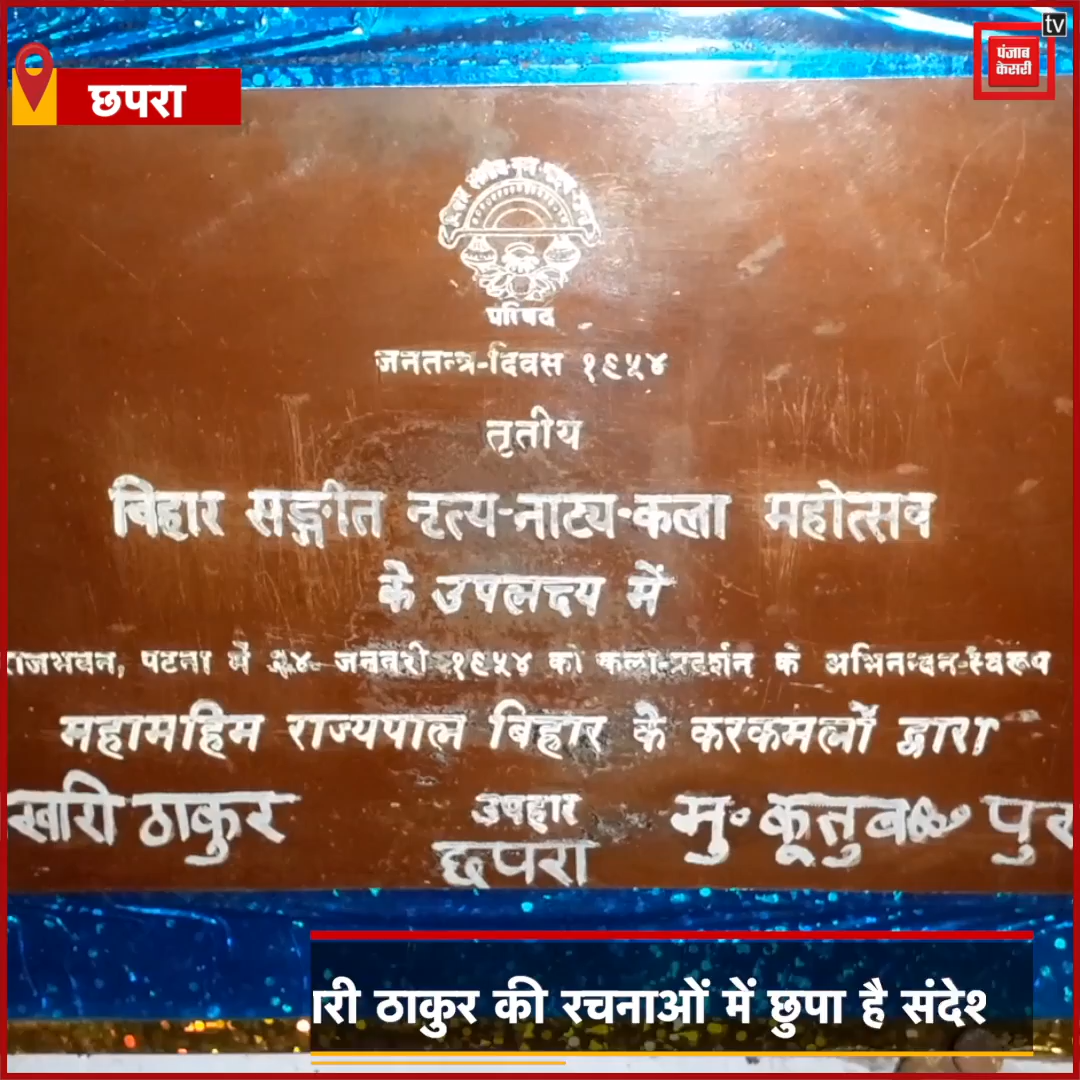 tv
पंजाब
केसरी
छपरा
परिषद
जनतन्त्र-दिवस १९५४
तृतीय
बिहार सङ्गीत नृत्य-नाट्य-कला महोत्सव
के उपलक्ष्य में
राजभवन, पटना में जनवरी १९५४ को कला-प्रदर्शन के अभिनन्दन-स्वरूप
महामहिम राज्यपाल बिहार के करकमलों द्वारा
खारी ठाकुर उपहार मु० कूतुब पुर
छपरा
ारी ठाकुर की रचनाओं में छुपा है संदेश